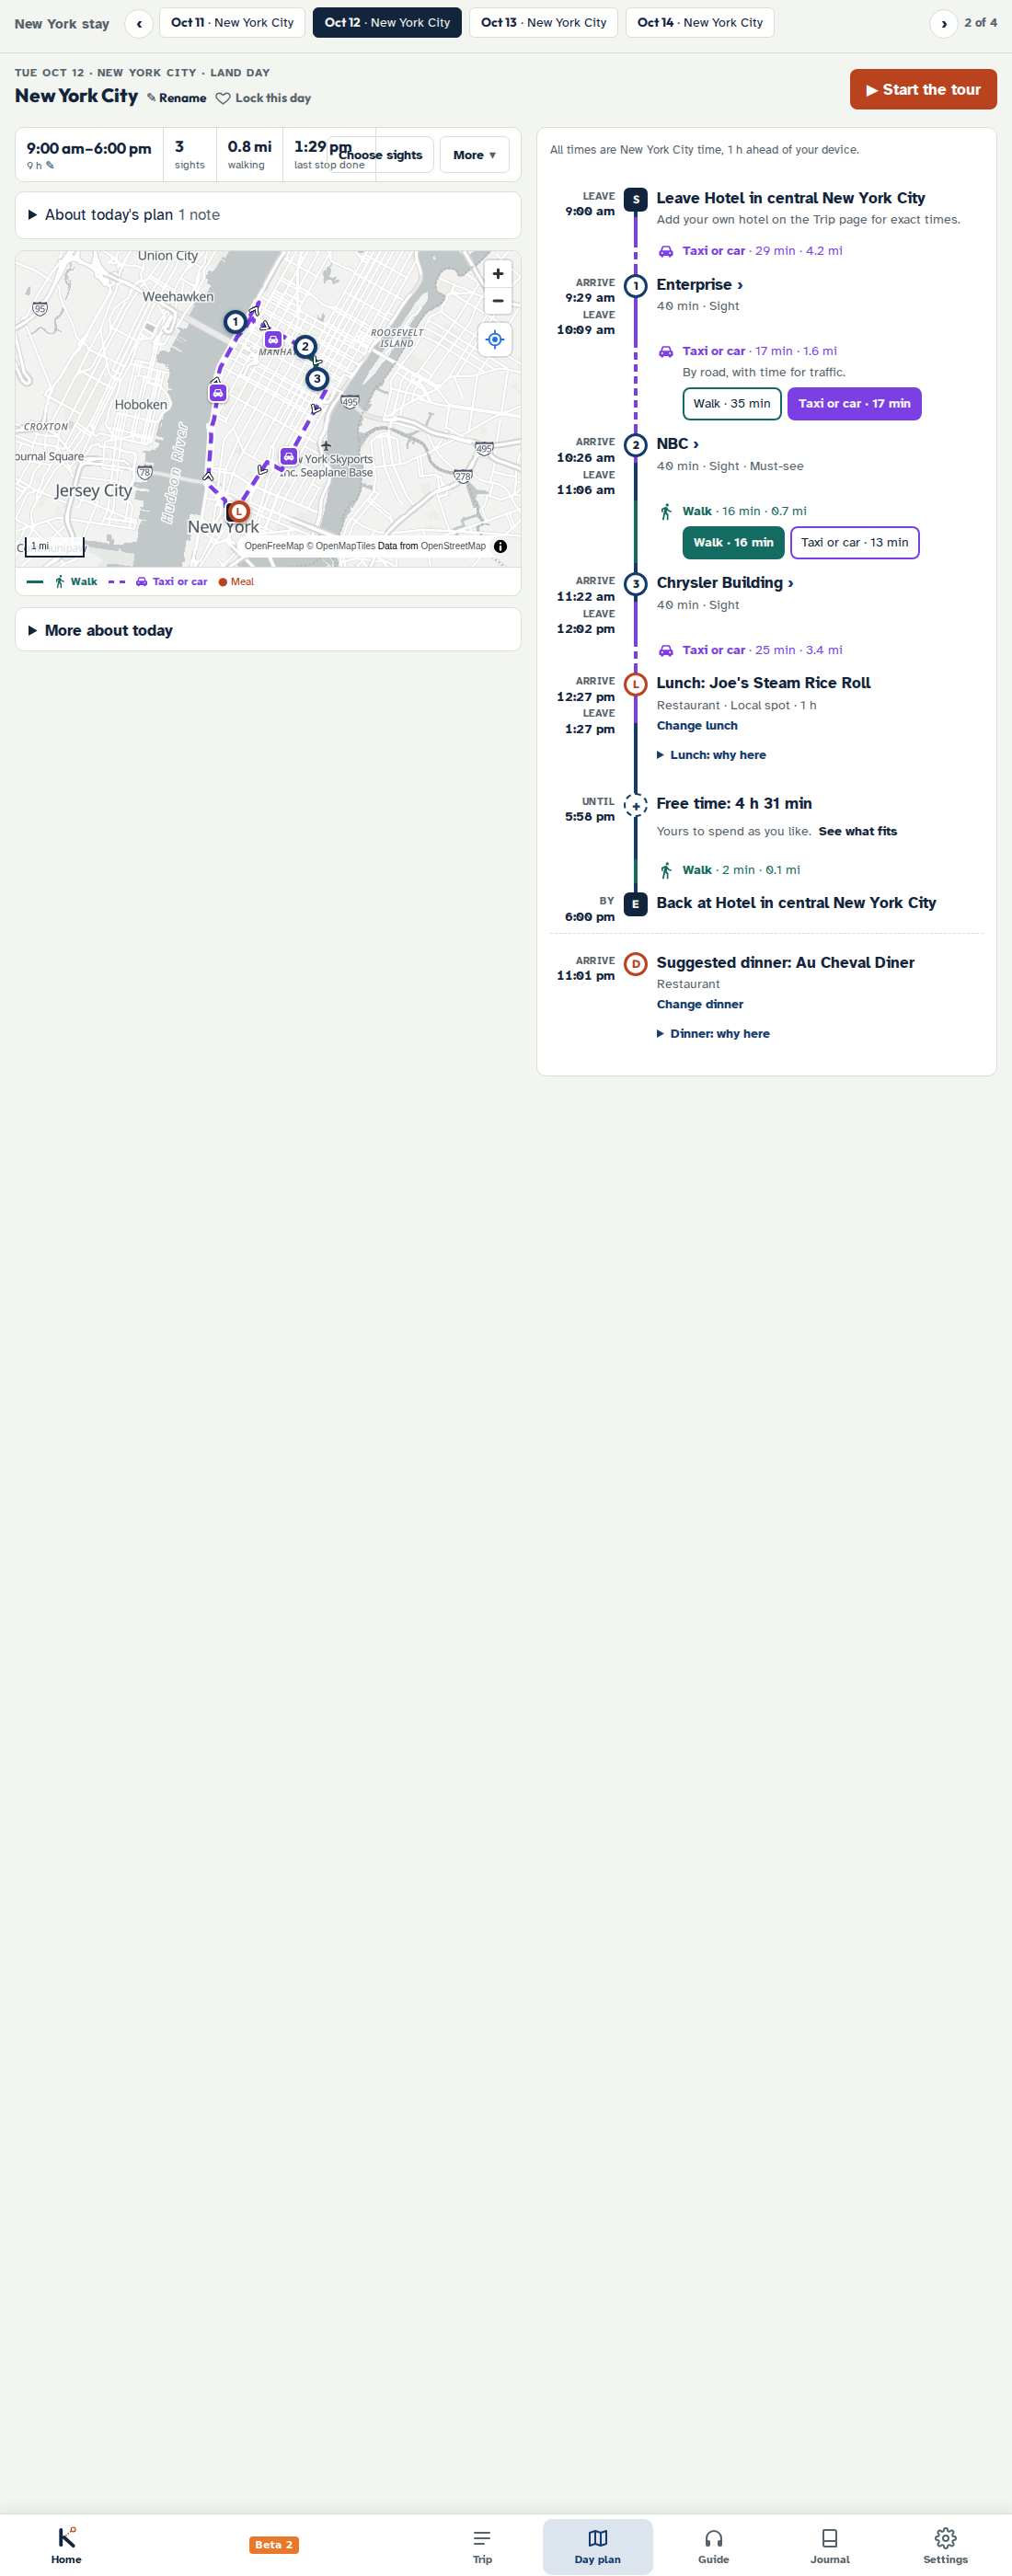 New York stay
‹
Oct 11 · New York City
Oct 12 · New York City
Oct 13 · New York City
Oct 14 · New York City
›
2 of 4
TUE OCT 12 · NEW YORK CITY · LAND DAY
New York City
✎ Rename
Lock this day
▶ Start the tour
9:00 am–6:00 pm
9 h ✎
3
sights
0.8 mi
walking
1:29 pm
last stop done
Choose sights
More ▾
▶ About today's plan 1 note
Union City
Weehawken
95
ROOSEVELT
ISLAND
Hoboken
495
CROXTON
ournal Square
78
Jersey City
Hudson River
York Skyports
nc. Seaplane Base
495
278
New York
1
2
3
L
+
−
1 mi
OpenFreeMap © OpenMapTiles Data from OpenStreetMap
Walk
Taxi or car
Meal
▶ More about today
All times are New York City time, 1 h ahead of your device.
LEAVE
9:00 am
S
Leave Hotel in central New York City
Add your own hotel on the Trip page for exact times.
Taxi or car · 29 min · 4.2 mi
ARRIVE
9:29 am
LEAVE
10:09 am
1
Enterprise ›
40 min · Sight
Taxi or car · 17 min · 1.6 mi
By road, with time for traffic.
Walk · 35 min
Taxi or car · 17 min
ARRIVE
10:26 am
LEAVE
11:06 am
2
NBC ›
40 min · Sight · Must-see
Walk · 16 min · 0.7 mi
Walk · 16 min
Taxi or car · 13 min
ARRIVE
11:22 am
LEAVE
12:02 pm
3
Chrysler Building ›
40 min · Sight
Taxi or car · 25 min · 3.4 mi
ARRIVE
12:27 pm
LEAVE
1:27 pm
L
Lunch: Joe's Steam Rice Roll
Restaurant · Local spot · 1 h
Change lunch
▶ Lunch: why here
UNTIL
5:58 pm
+
Free time: 4 h 31 min
Yours to spend as you like. See what fits
Walk · 2 min · 0.1 mi
BY
6:00 pm
E
Back at Hotel in central New York City
ARRIVE
11:01 pm
D
Suggested dinner: Au Cheval Diner
Restaurant
Change dinner
▶ Dinner: why here
Home
Beta 2
Trip
Day plan
Guide
Journal
Settings